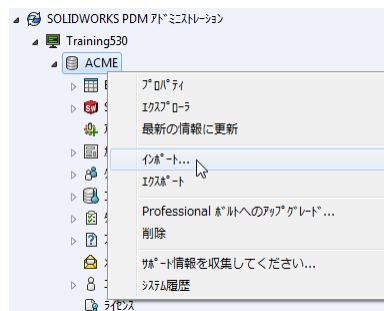 SOLIDWORKS PDM ｱﾄﾞﾐﾆｽﾄﾚｰｼｮﾝ
Training530
ACME
ﾌﾟﾛﾊﾟﾃｨ
ｴｸｽﾌﾟﾛｰﾗ
最新の情報に更新
ｲﾝﾎﾟｰﾄ...
ｴｸｽﾎﾟｰﾄ
Professional ﾎﾞﾙﾄへのｱｯﾌﾟｸﾞﾚｰﾄﾞ...
削除
ｻﾎﾟｰﾄ情報を収集してください...
ｼｽﾃﾑ履歴
ﾗｲｾﾝｽ